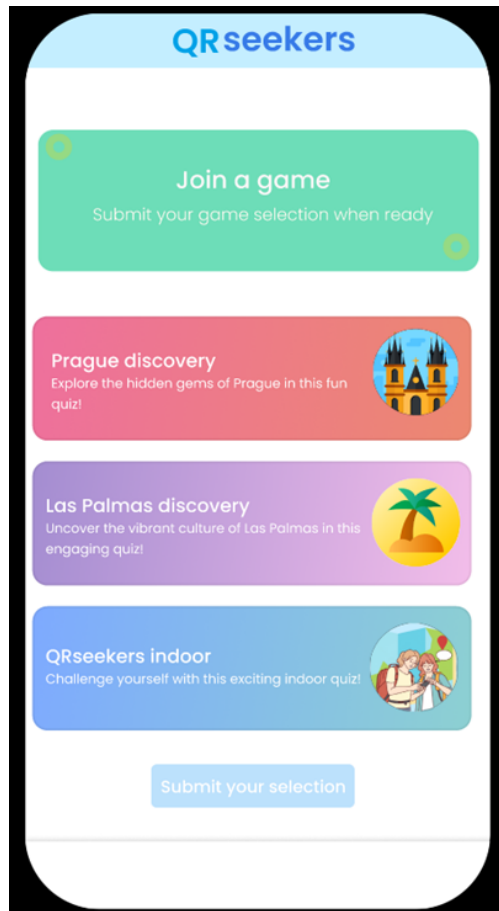 QRseekers
Join a game
Submit your game selection when ready
Prague discovery
Explore the hidden gems of Prague in this fun
quiz!
Las Palmas discovery
Uncover the vibrant culture of Las Palmas in this
engaging quiz!
QRseekers indoor
Challenge yourself with this exciting indoor quiz!
Submit your selection